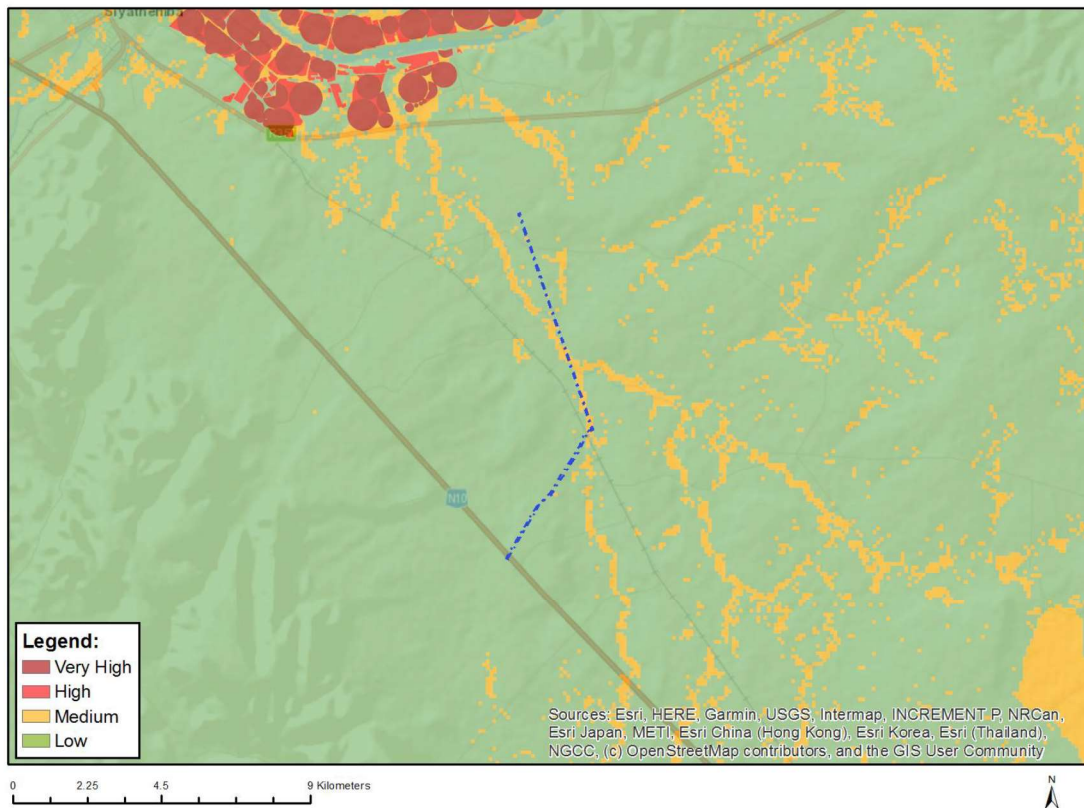 Siyathemba
N10
Legend:
Very High
High
Medium
Low
Sources: Esri, HERE, Garmin, USGS, Intermap, INCREMENT P, NRCan,
Esri Japan, METI, Esri China (Hong Kong), Esri Korea, Esri (Thailand),
NGCC, (c) OpenStreetMap contributors, and the GIS User Community
0 2.25 4.5 9 Kilometers
N